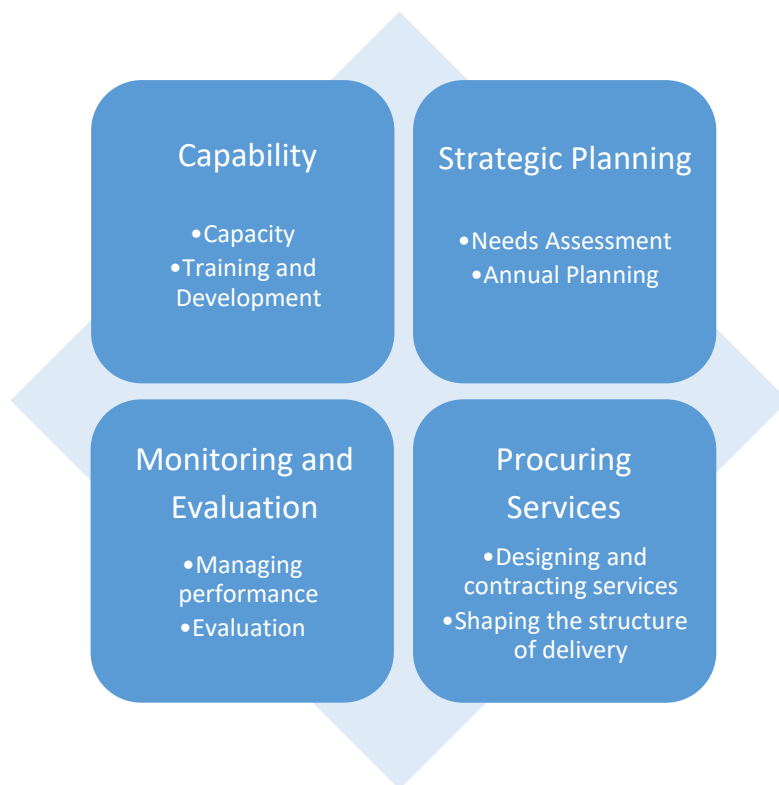 Capability
•Capacity
•Training and
Development
Strategic Planning
•Needs Assessment
•Annual Planning
Monitoring and
Evaluation
•Managing
performance
•Evaluation
Procuring
Services
•Designing and
contracting services
•Shaping the structure
of delivery